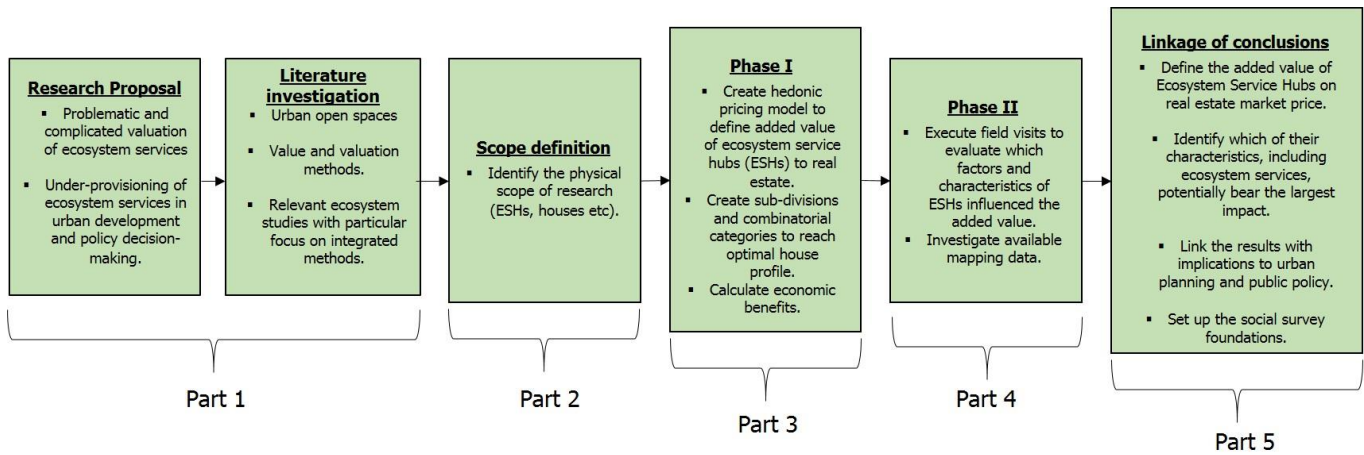 Research Proposal
▪ Problematic and
complicated valuation
of ecosystem services
▪ Under-provisioning of
ecosystem services in
urban development
and policy decision-
making.
Literature
investigation
▪ Urban open spaces
▪ Value and valuation
methods.
▪ Relevant ecosystem
studies with particular
focus on integrated
methods.
Scope definition
▪ Identify the physical
scope of research
(ESHs, houses etc).
Phase I
▪ Create hedonic
pricing model to
define added value
of ecosystem service
hubs (ESHs) to real
estate.
▪ Create sub-divisions
and combinatorial
categories to reach
optimal house
profile.
▪ Calculate economic
benefits.
Phase II
▪ Execute field visits to
evaluate which
factors and
characteristics of
ESHs influenced the
added value.
▪ Investigate available
mapping data.
Linkage of conclusions
▪ Define the added value of
Ecosystem Service Hubs on
real estate market price.
▪ Identify which of their
characteristics, including
ecosystem services,
potentially bear the largest
impact.
▪ Link the results with
implications to urban
planning and public policy.
▪ Set up the social survey
foundations.
Part 1
Part 2
Part 3
Part 4
Part 5